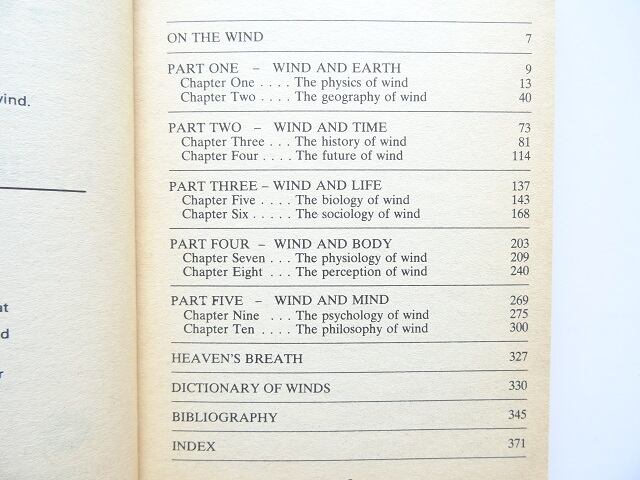 vind.
ON THE WIND 7
PART ONE – WIND AND EARTH 9
Chapter One . . . . The physics of wind 13
Chapter Two . . . . The geography of wind 40
PART TWO – WIND AND TIME 73
Chapter Three . . . The history of wind 81
Chapter Four . . . . The future of wind 114
PART THREE – WIND AND LIFE 137
Chapter Five . . . . The biology of wind 143
Chapter Six . . . . . The sociology of wind 168
PART FOUR – WIND AND BODY 203
Chapter Seven . . . The physiology of wind 209
Chapter Eight . . . The perception of wind 240
PART FIVE – WIND AND MIND 269
Chapter Nine . . . The psychology of wind 275
Chapter Ten . . . . The philosophy of wind 300
HEAVEN'S BREATH 327
DICTIONARY OF WINDS 330
BIBLIOGRAPHY 345
INDEX 371